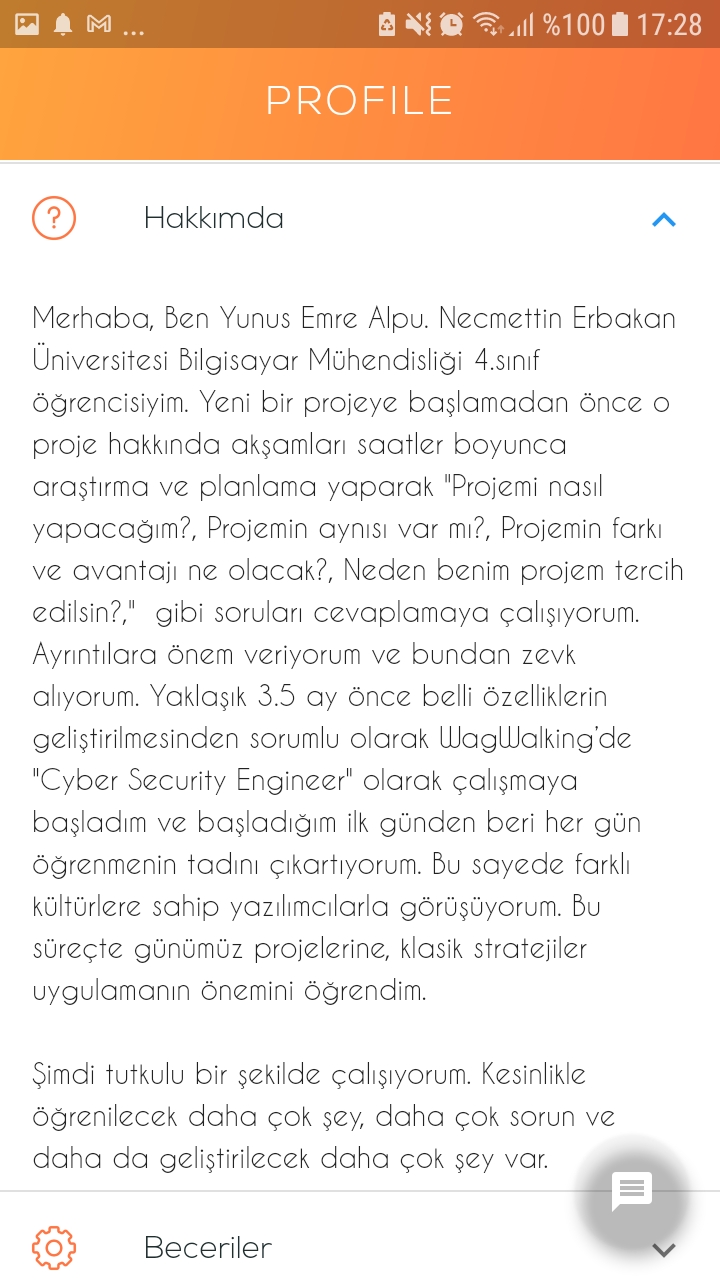 ... %100 17:28
PROFILE
? Hakkımda
Merhaba, Ben Yunus Emre Alpu. Necmettin Erbakan
Üniversitesi Bilgisayar Mühendisliği 4.sınıf
öğrencisiyim. Yeni bir projeye başlamadan önce o
proje hakkında akşamları saatler boyunca
araştırma ve planlama yaparak "Projemi nasıl
yapacağım?, Projemin aynısı var mı?, Projemin farkı
ve avantajı ne olacak?, Neden benim projem tercih
edilsin?,"  gibi soruları cevaplamaya çalışıyorum.
Ayrıntılara önem veriyorum ve bundan zevk
alıyorum. Yaklaşık 3.5 ay önce belli özelliklerin
geliştirilmesinden sorumlu olarak WagWalking'de
"Cyber Security Engineer" olarak çalışmaya
başladım ve başladığım ilk günden beri her gün
öğrenmenin tadını çıkartıyorum. Bu sayede farklı
kültürlere sahip yazılımcılarla görüşüyorum. Bu
süreçte günümüz projelerine, klasik stratejiler
uygulamanın önemini öğrendim.
Şimdi tutkulu bir şekilde çalışıyorum. Kesinlikle
öğrenilecek daha çok şey, daha çok sorun ve
daha da geliştirilecek daha çok şey var.
Beceriler